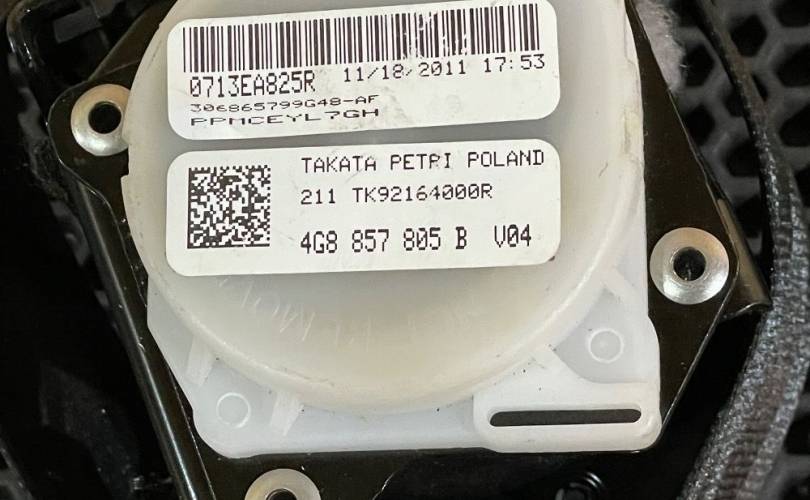 0713EA825R 11/18/2011 17:53
306865799G48-AF
PPMCEYL7GH
TAKATA PETRI POLAND
211 TK92164000R
4G8 857 805 B V04